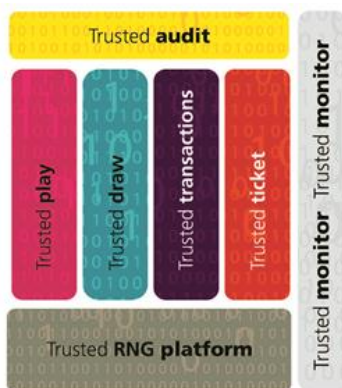 Trusted audit
Trusted play
Trusted draw
Trusted transactions
Trusted ticket
Trusted monitor
Trusted monitor
Trusted RNG platform